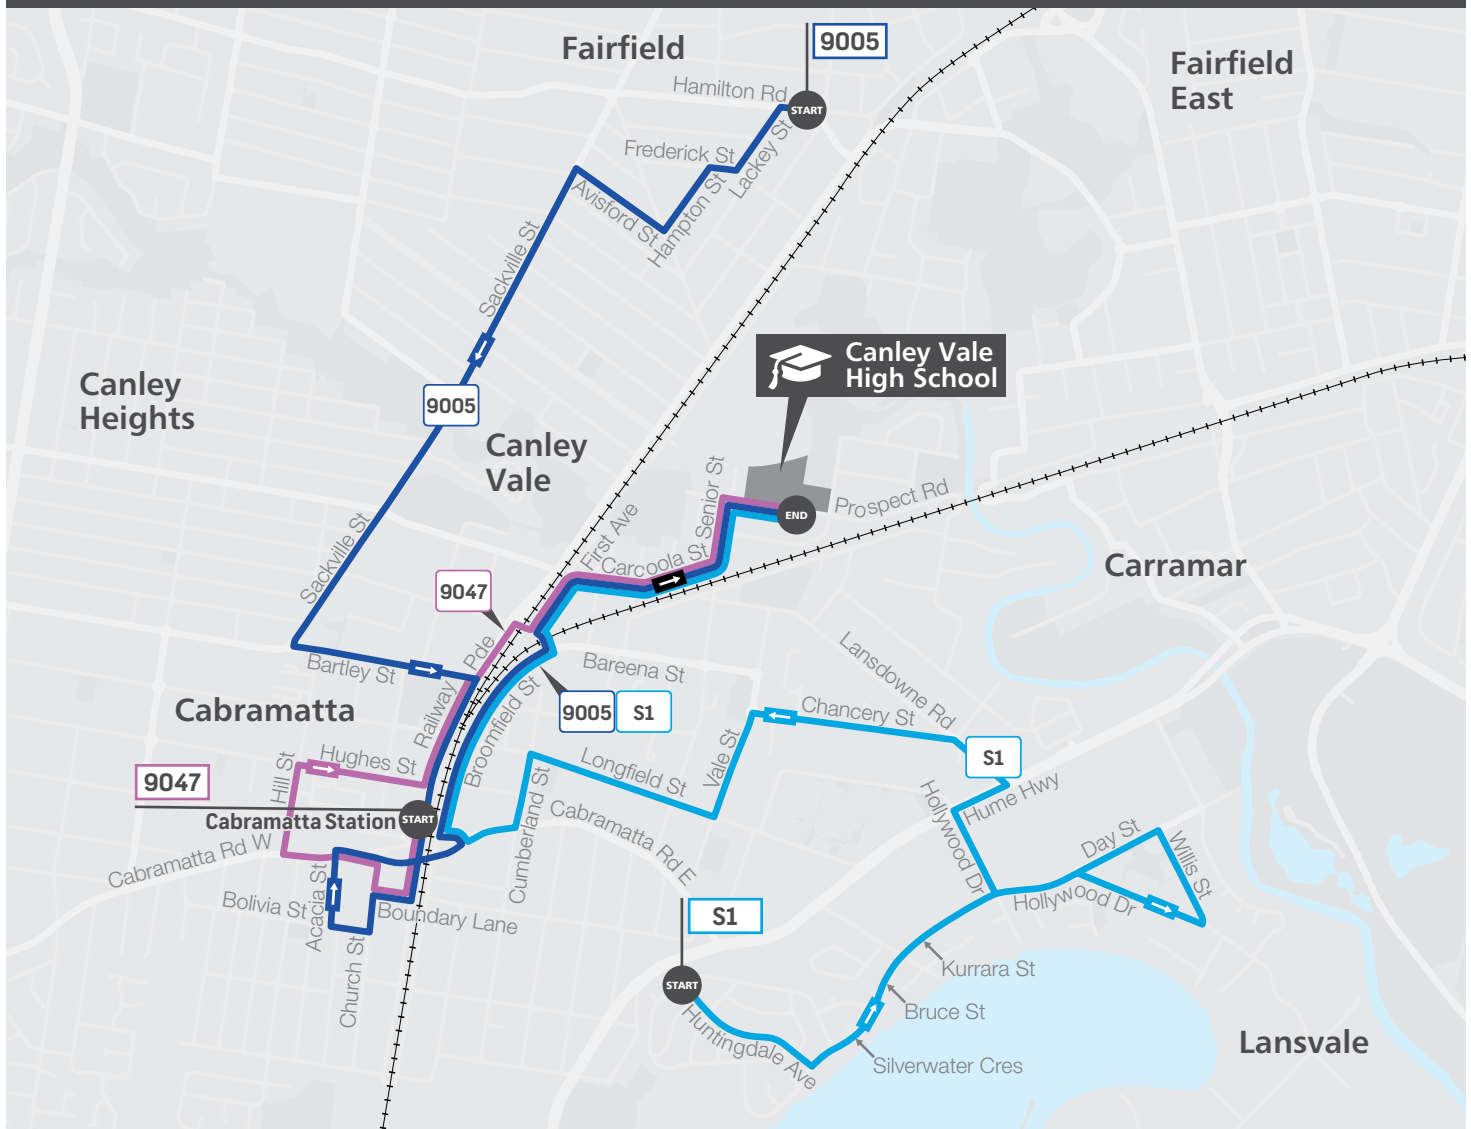 9005
Fairfield
Fairfield
East
Hamilton Rd
START
Frederick St
Lackey St
Avisford St
Hampton St
Sackville St
Canley Vale
High School
Canley
Heights
9005
Canley
Vale
Senior St
Prospect Rd
END
First Ave
Carcoola St
Sackville St
Carramar
9047
Railway Pde
Bartley St
Bareena St
Lansdowne Rd
Cabramatta
9005
S1
Chancery St
Broomfield St
Vale St
S1
Hill St
Hughes St
Longfield St
9047
Cumberland St
Hume Hwy
Hollywood Dr
Cabramatta Station
START
Cabramatta Rd E
Day St
Willis St
Cabramatta Rd W
Acacia St
Bolivia St
Boundary Lane
Hollywood Dr
S1
Church St
START
Kurrara St
Bruce St
Huntingdale Ave
Silverwater Cres
Lansvale